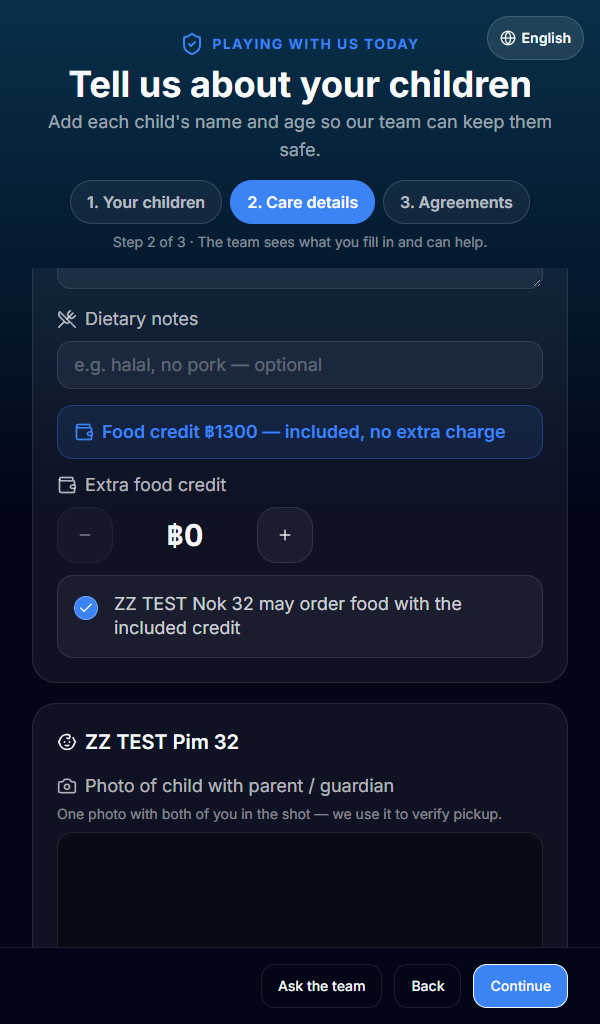 PLAYING WITH US TODAY
English
Tell us about your children
Add each child's name and age so our team can keep them
safe.
1. Your children
2. Care details
3. Agreements
Step 2 of 3 · The team sees what you fill in and can help.
Dietary notes
e.g. halal, no pork — optional
Food credit ฿1300 — included, no extra charge
Extra food credit
−
฿0
+
ZZ TEST Nok 32 may order food with the
included credit
ZZ TEST Pim 32
Photo of child with parent / guardian
One photo with both of you in the shot — we use it to verify pickup.
Ask the team
Back
Continue